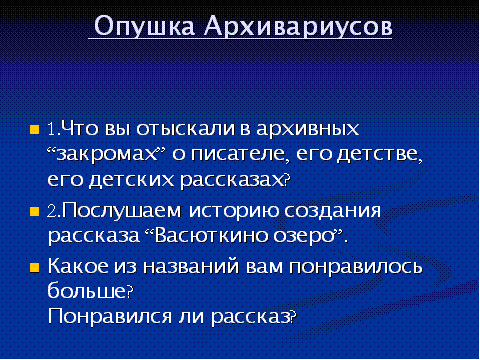 Опушка Архивариусов
1.Что вы отыскали в архивных
“закромах” о писателе, его детстве,
его детских рассказах?
2.Послушаем историю создания
рассказа “Васюткино озеро”.
Какое из названий вам понравилось
больше?
Понравился ли рассказ?